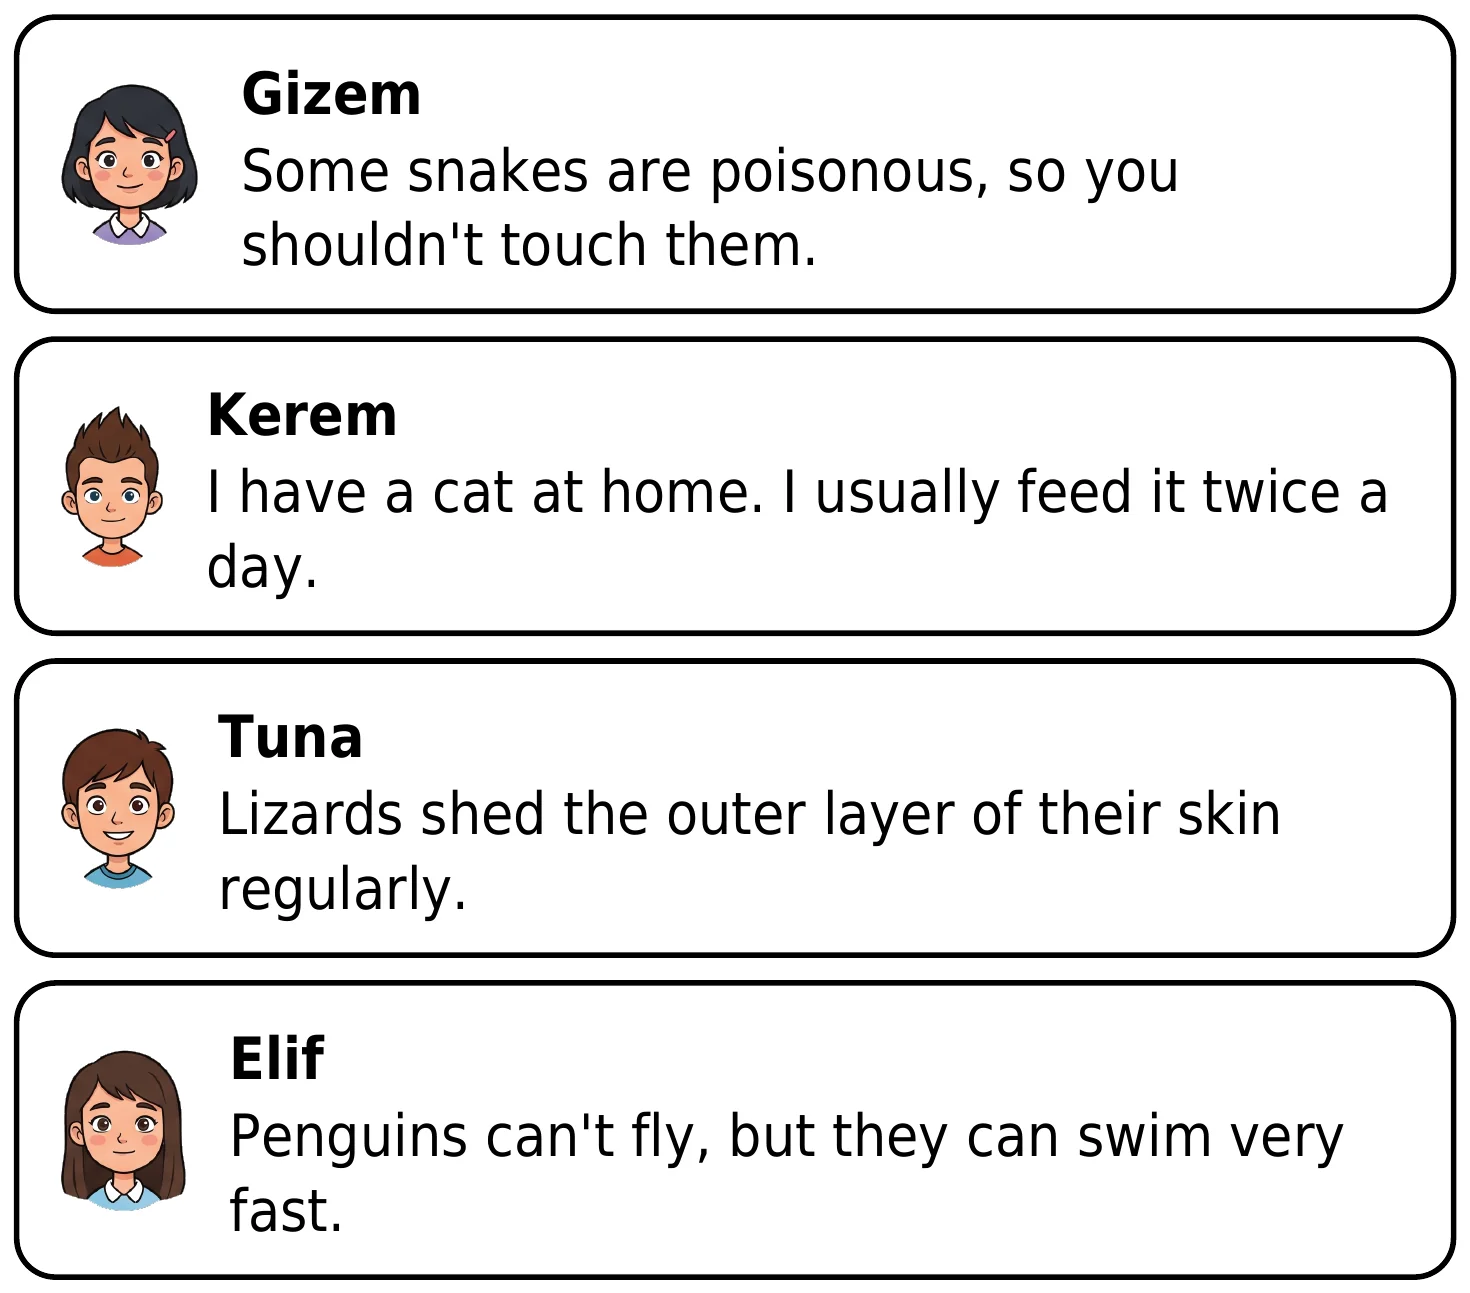 Gizem
Some snakes are poisonous, so you
shouldn't touch them.
Kerem
I have a cat at home. I usually feed it twice a
day.
Tuna
Lizards shed the outer layer of their skin
regularly.
Elif
Penguins can't fly, but they can swim very
fast.